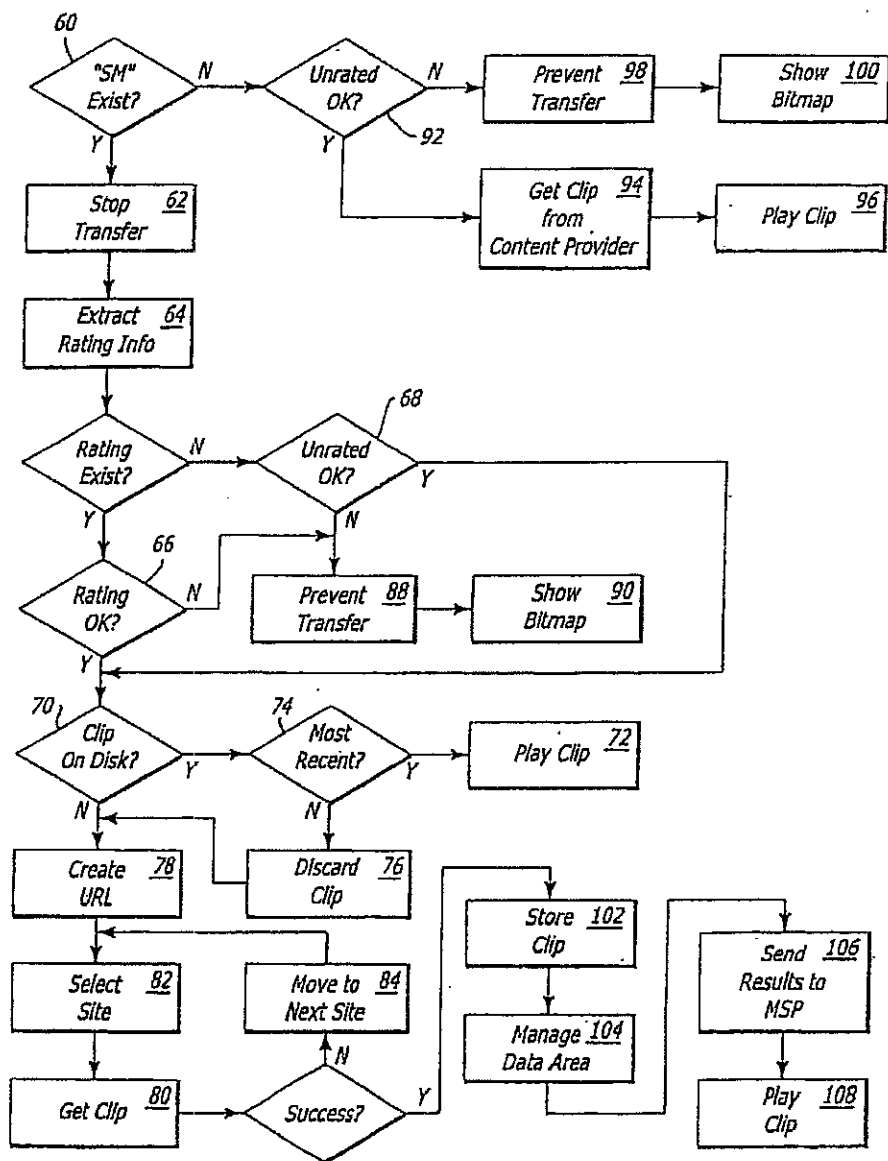 60
"SM"
Exist?
N
Y
Unrated
OK?
N
Y
92
Prevent 98
Transfer
Show 100
Bitmap
Stop 62
Transfer
Get Clip 94
from
Content Provider
Play Clip 96
Extract 64
Rating Info
Rating
Exist?
N
Y
68
Unrated
OK?
Y
N
66
Rating
OK?
N
Y
Prevent 88
Transfer
Show 90
Bitmap
70
Clip
On Disk?
Y
N
74
Most
Recent?
Y
N
Play Clip 72
Create 78
URL
Discard 76
Clip
Store 102
Clip
Send 106
Results to
MSP
Select 82
Site
Move to 84
Next Site
Manage 104
Data Area
Get Clip 80
N
Success?
Y
Play 108
Clip